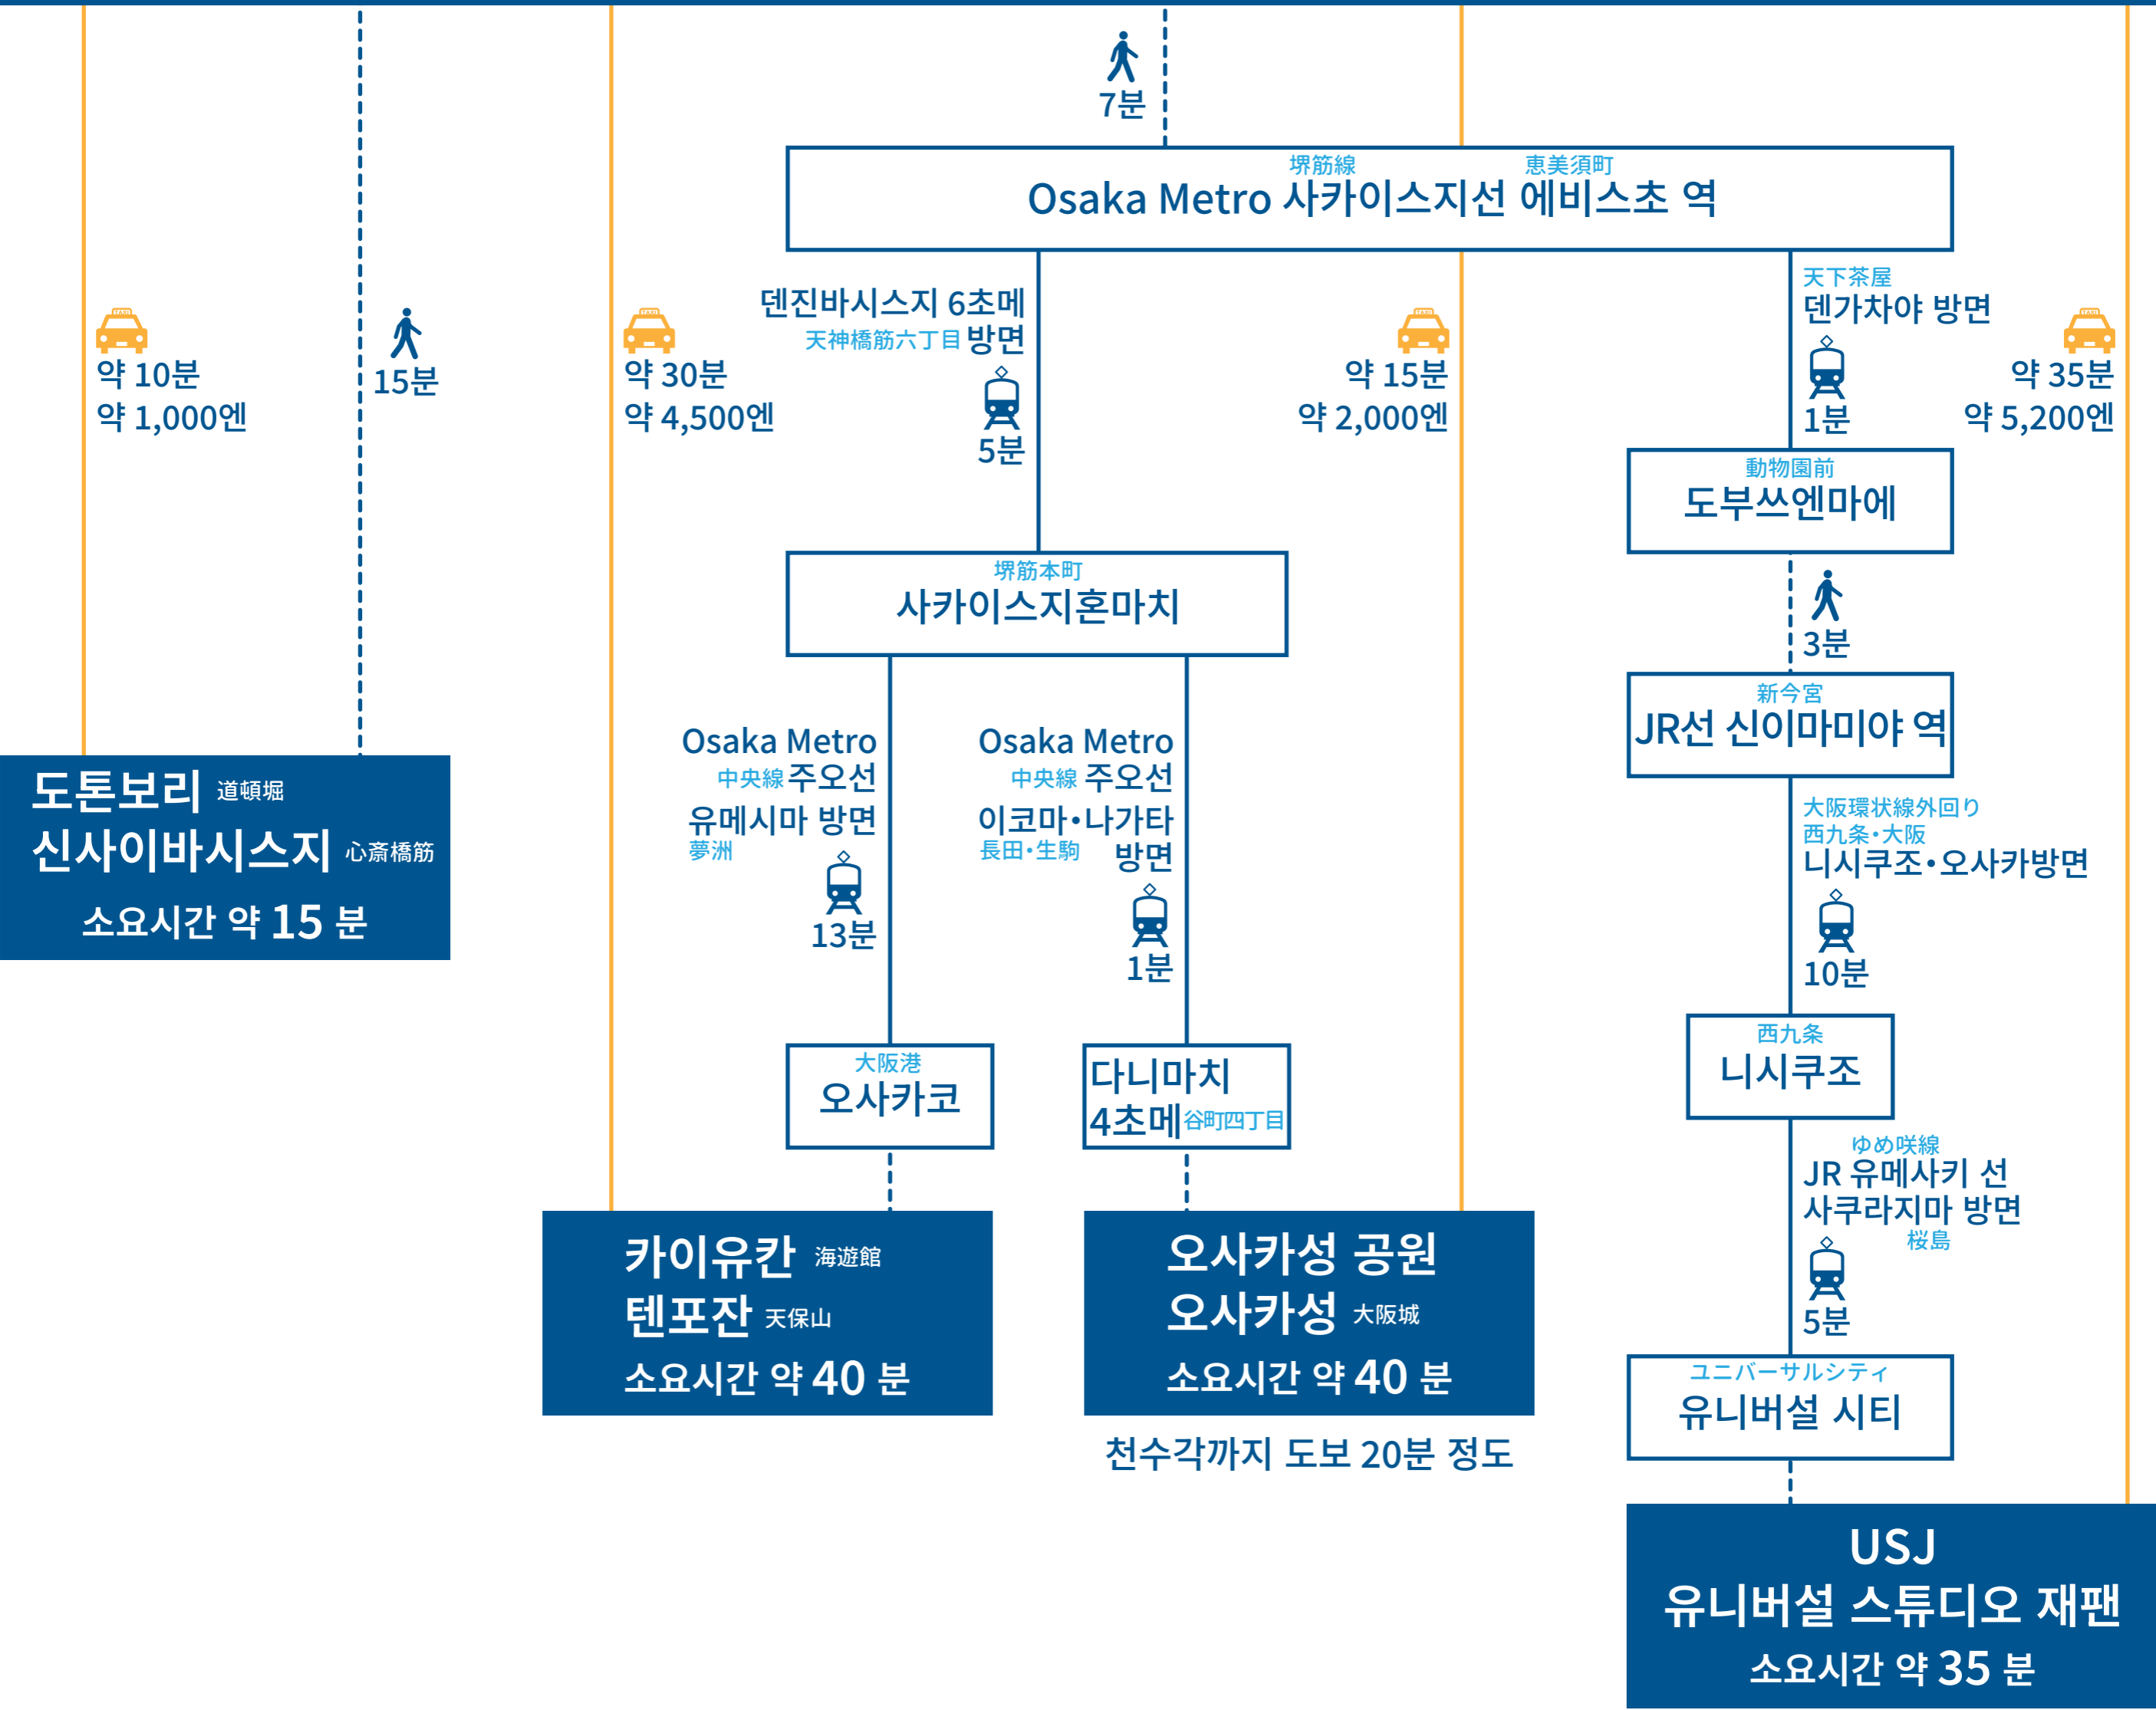 7분
堺筋線 恵美須町
Osaka Metro 사카이스지선 에비스초 역
TAXI
약 10분
약 1,000엔
15분
TAXI
약 30분
약 4,500엔
덴진바시스지 6초메
天神橋筋六丁目 방면
5분
TAXI
약 15분
약 2,000엔
天下茶屋
덴가차야 방면
1분
TAXI
약 35분
약 5,200엔
動物園前
도부쓰엔마에
堺筋本町
사카이스지혼마치
3분
新今宮
JR선 신이마미야 역
Osaka Metro
中央線 주오선
유메시마 방면
夢洲
13분
Osaka Metro
中央線 주오선
이코마•나가타
長田・生駒
방면
1분
大阪環状線外回り
西九条・大阪
니시쿠조•오사카방면
10분
도톤보리 道頓堀
신사이바시스지 心斎橋筋
소요시간 약 15 분
大阪港
오사카코
다니마치
4초메 谷町四丁目
西九条
니시쿠조
ゆめ咲線
JR 유메사키 선
사쿠라지마 방면
桜島
5분
카이유칸 海遊館
텐포잔 天保山
소요시간 약 40 분
오사카성 공원
오사카성 大阪城
소요시간 약 40 분
천수각까지 도보 20분 정도
ユニバーサルシティ
유니버설 시티
USJ
유니버설 스튜디오 재팬
소요시간 약 35 분